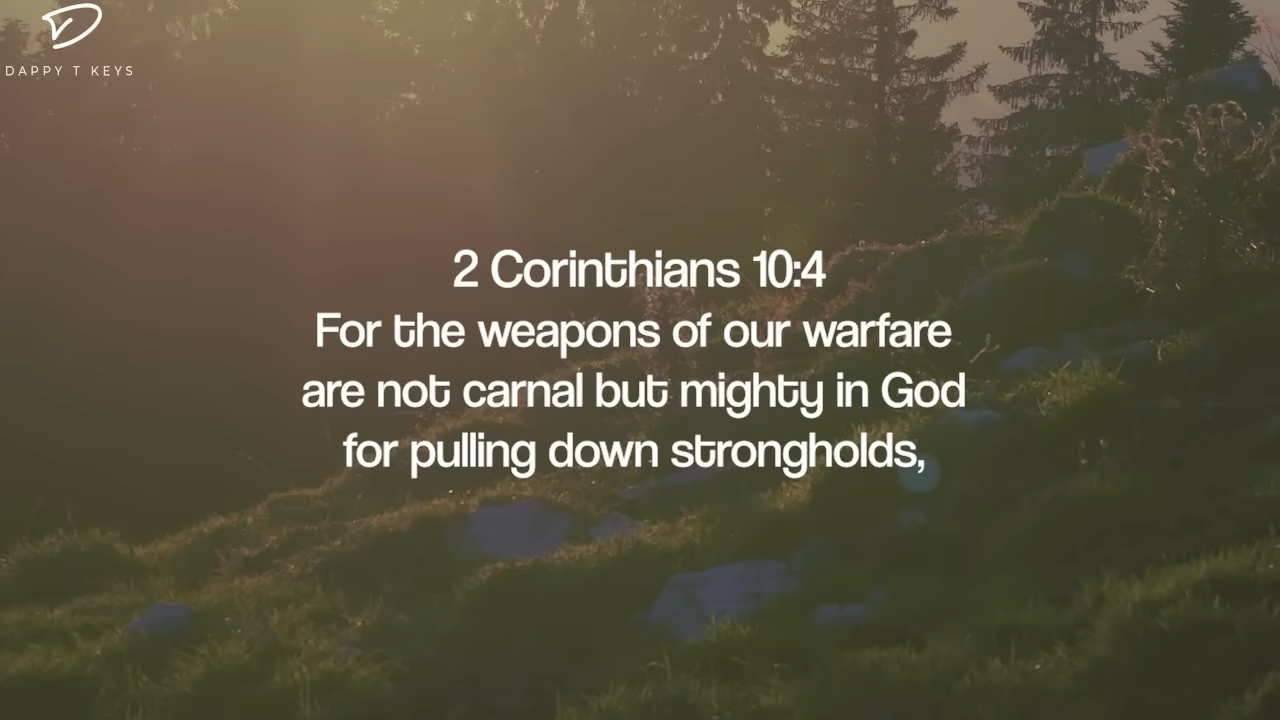 DAPPY T KEYS
2 Corinthians 10:4
For the weapons of our warfare
are not carnal but mighty in God
for pulling down strongholds,